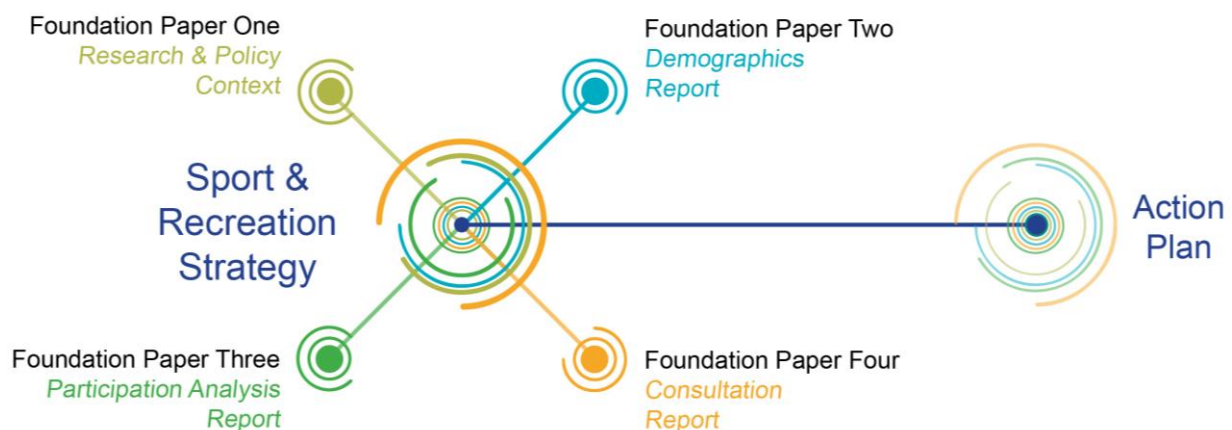 Foundation Paper One
Research & Policy
Context
Foundation Paper Two
Demographics
Report
Sport &
Recreation
Strategy
Action
Plan
Foundation Paper Three
Participation Analysis
Report
Foundation Paper Four
Consultation
Report